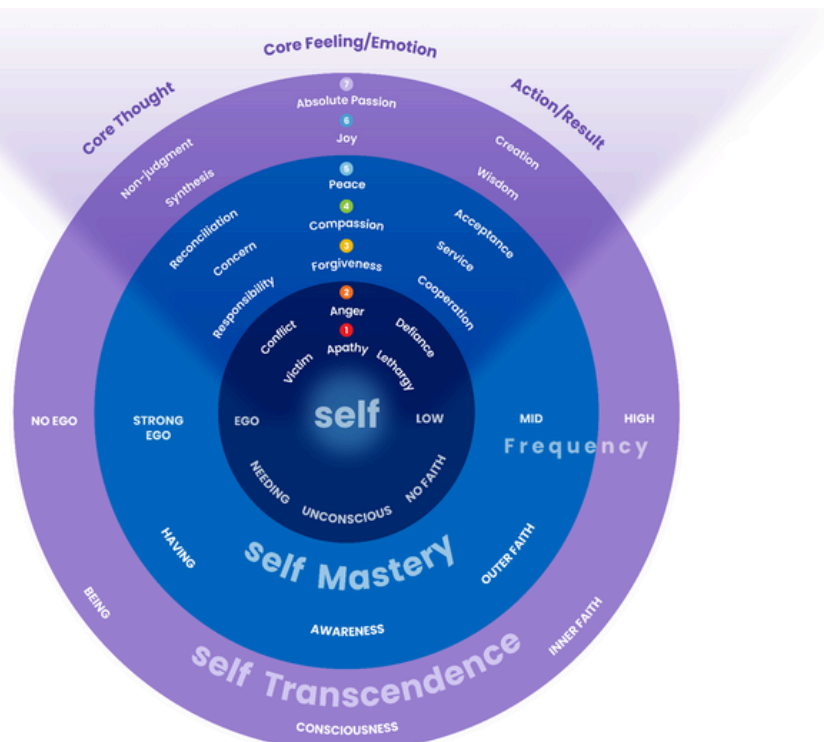 Core Feeling/Emotion
Core Thought
Action/Result
7
Absolute Passion
6
Joy
Non-judgment
Synthesis
Creation
Wisdom
5
Peace
4
Compassion
3
Forgiveness
Reconciliation
Concern
Responsibility
Acceptance
Service
Cooperation
2
Anger
1
Apathy
Conflict
Victim
Defiance
Lethargy
self
NO EGO
STRONG
EGO
EGO
LOW
MID
HIGH
Frequency
NEEDING
UNCONSCIOUS
NO FAITH
self Mastery
HAVING
AWARENESS
OUTER FAITH
self Transcendence
BEING
CONSCIOUSNESS
INNER FAITH